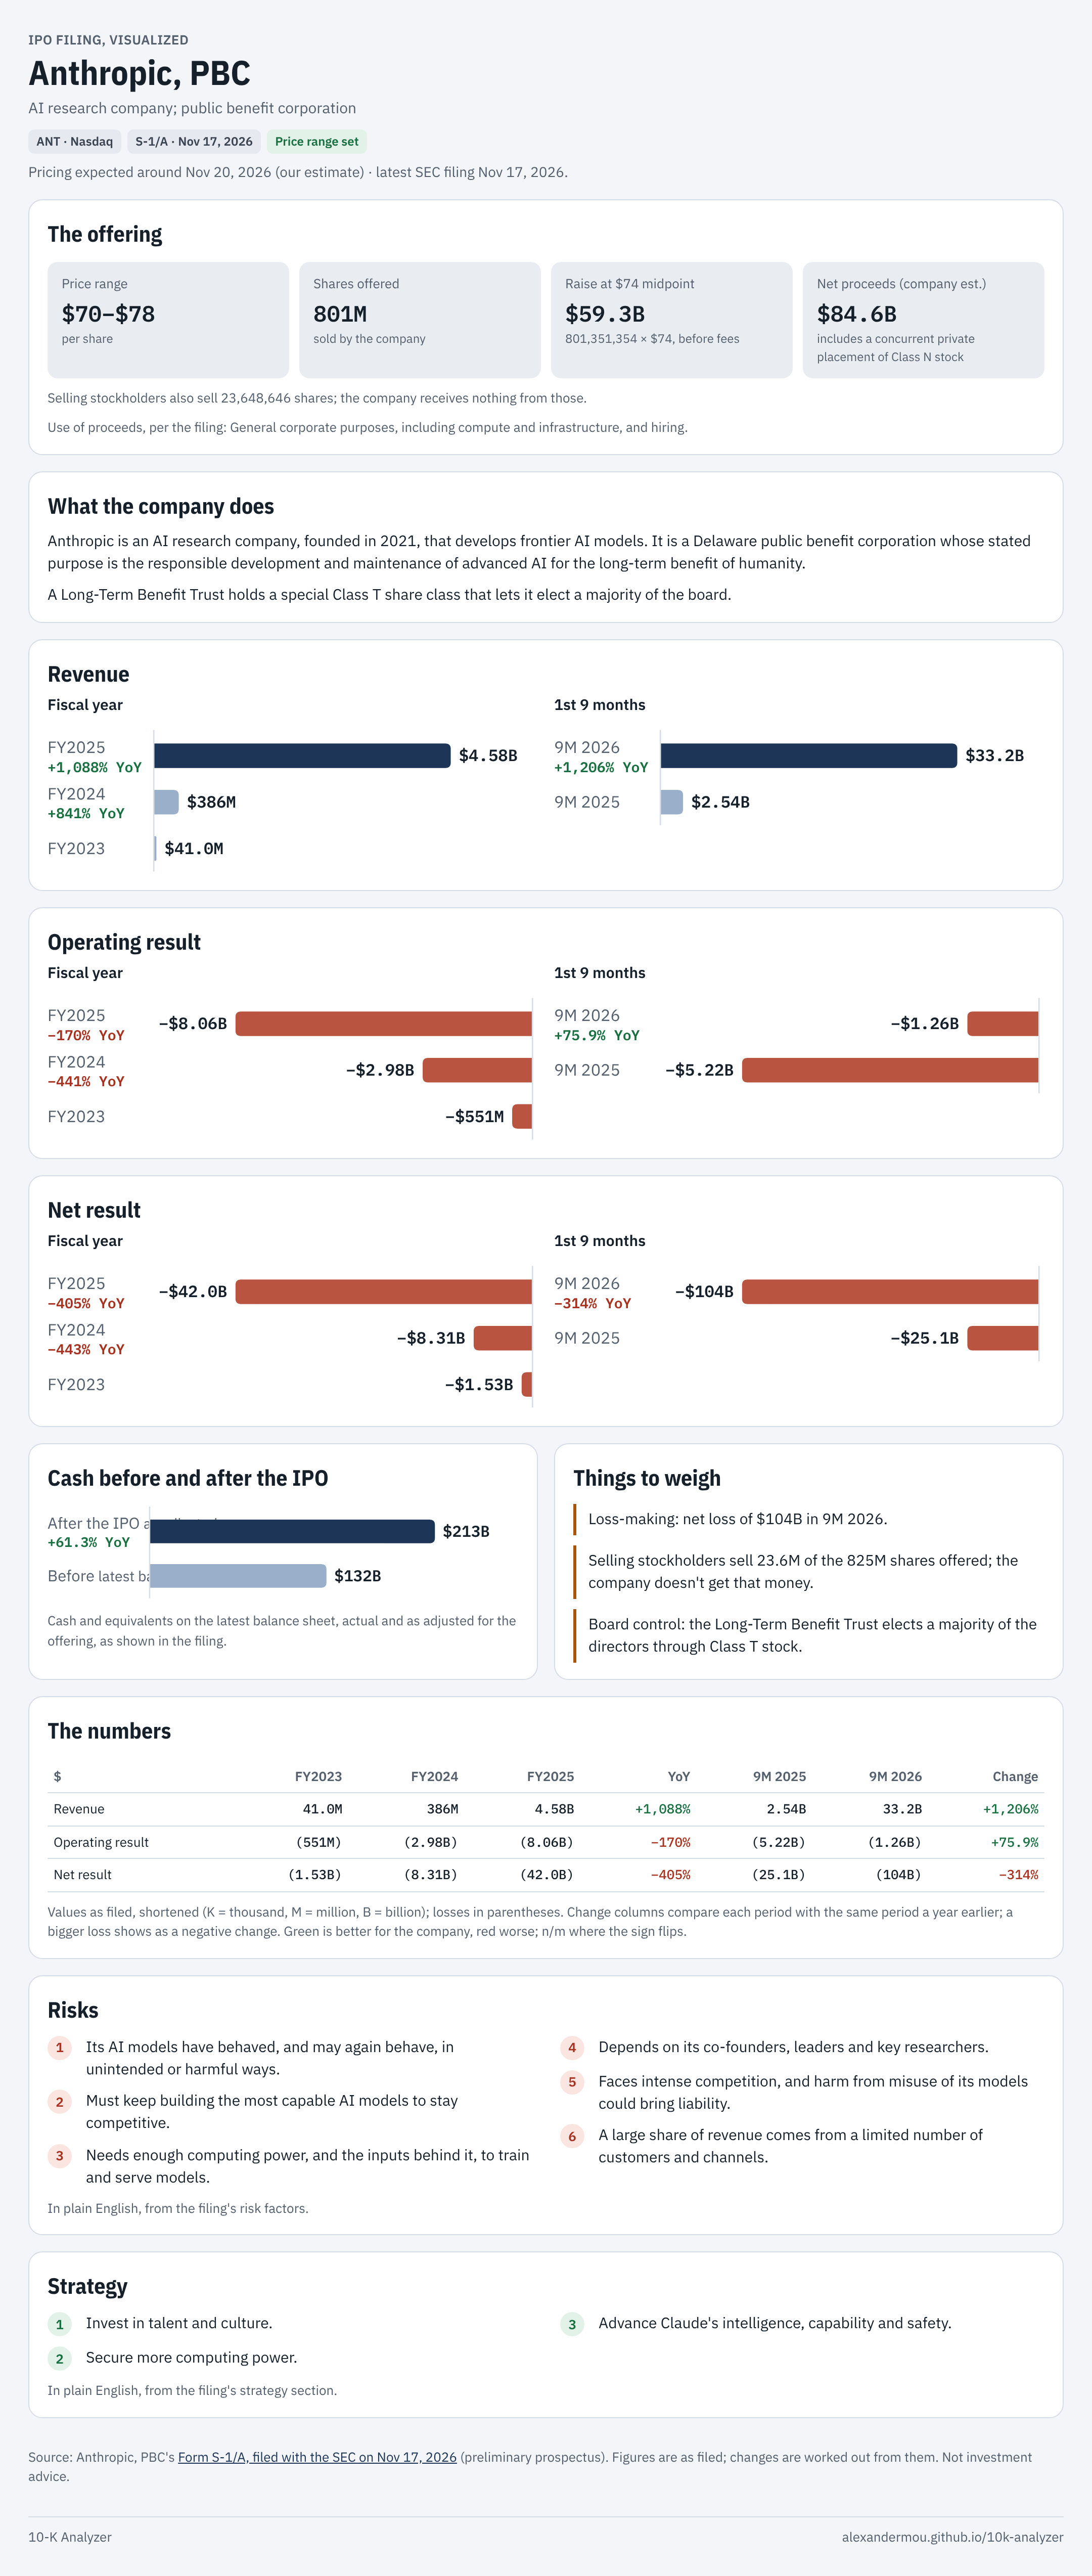 IPO FILING, VISUALIZED
Anthropic, PBC
AI research company; public benefit corporation
ANT · Nasdaq
S-1/A · Nov 17, 2026
Price range set
Pricing expected around Nov 20, 2026 (our estimate) · latest SEC filing Nov 17, 2026.
The offering
Price range
$70–$78
per share
Shares offered
801M
sold by the company
Raise at $74 midpoint
$59.3B
801,351,354 × $74, before fees
Net proceeds (company est.)
$84.6B
includes a concurrent private
placement of Class N stock
Selling stockholders also sell 23,648,646 shares; the company receives nothing from those.
Use of proceeds, per the filing: General corporate purposes, including compute and infrastructure, and hiring.
What the company does
Anthropic is an AI research company, founded in 2021, that develops frontier AI models. It is a Delaware public benefit corporation whose stated
purpose is the responsible development and maintenance of advanced AI for the long-term benefit of humanity.
A Long-Term Benefit Trust holds a special Class T share class that lets it elect a majority of the board.
Revenue
Fiscal year
FY2025
+1,088% YoY
$4.58B
FY2024
+841% YoY
$386M
FY2023
$41.0M
1st 9 months
9M 2026
+1,206% YoY
$33.2B
9M 2025
$2.54B
Operating result
Fiscal year
FY2025
−170% YoY
−$8.06B
FY2024
−441% YoY
−$2.98B
FY2023
−$551M
1st 9 months
9M 2026
+75.9% YoY
−$1.26B
9M 2025
−$5.22B
Net result
Fiscal year
FY2025
−405% YoY
−$42.0B
FY2024
−443% YoY
−$8.31B
FY2023
−$1.53B
1st 9 months
9M 2026
−314% YoY
−$104B
9M 2025
−$25.1B
Cash before and after the IPO
After the IPO
+61.3% YoY
$213B
Before latest
$132B
Cash and equivalents on the latest balance sheet, actual and as adjusted for the
offering, as shown in the filing.
Things to weigh
Loss-making: net loss of $104B in 9M 2026.
Selling stockholders sell 23.6M of the 825M shares offered; the
company doesn't get that money.
Board control: the Long-Term Benefit Trust elects a majority of the
directors through Class T stock.
The numbers
$ FY2023 FY2024 FY2025 YoY 9M 2025 9M 2026 Change
Revenue 41.0M 386M 4.58B +1,088% 2.54B 33.2B +1,206%
Operating result (551M) (2.98B) (8.06B) −170% (5.22B) (1.26B) +75.9%
Net result (1.53B) (8.31B) (42.0B) −405% (25.1B) (104B) −314%
Values as filed, shortened (K = thousand, M = million, B = billion); losses in parentheses. Change columns compare each period with the same period a year earlier; a
bigger loss shows as a negative change. Green is better for the company, red worse; n/m where the sign flips.
Risks
1 Its AI models have behaved, and may again behave, in
unintended or harmful ways.
2 Must keep building the most capable AI models to stay
competitive.
3 Needs enough computing power, and the inputs behind it, to train
and serve models.
4 Depends on its co-founders, leaders and key researchers.
5 Faces intense competition, and harm from misuse of its models
could bring liability.
6 A large share of revenue comes from a limited number of
customers and channels.
In plain English, from the filing's risk factors.
Strategy
1 Invest in talent and culture.
2 Secure more computing power.
3 Advance Claude's intelligence, capability and safety.
In plain English, from the filing's strategy section.
Source: Anthropic, PBC's Form S-1/A, filed with the SEC on Nov 17, 2026 (preliminary prospectus). Figures are as filed; changes are worked out from them. Not investment
advice.
10-K Analyzer
alexandermou.github.io/10k-analyzer